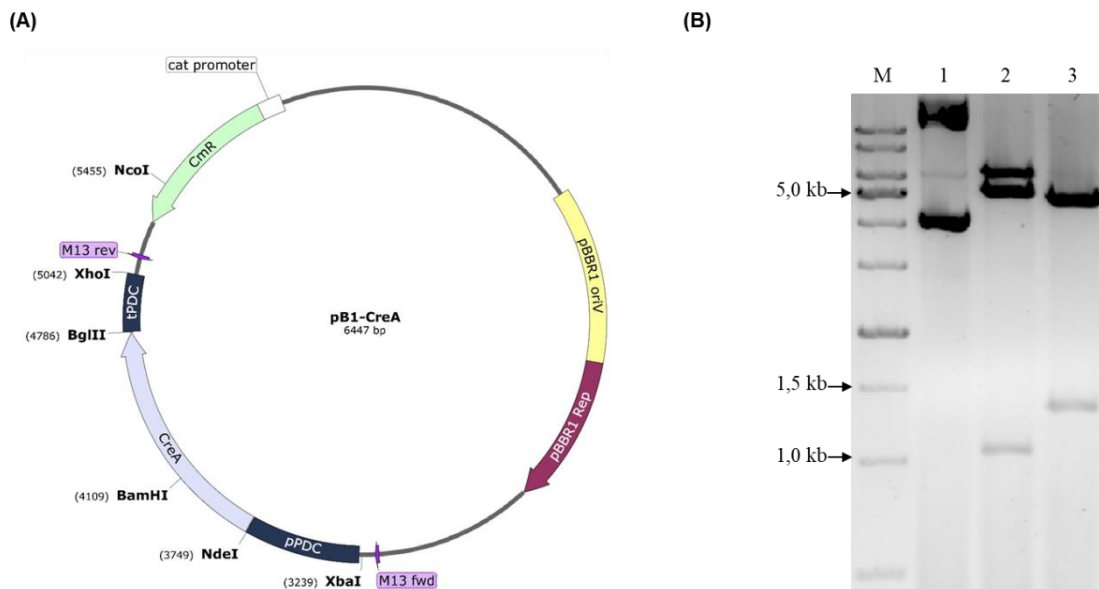 (A)
(B)
cat promoter
CmR
(5455) NcoI
M13 rev
(5042) XhoI
tPDC
(4786) BglII
CreA
(4109) BamHI
(3749) NdeI
pPDC
(3239) XbaI
M13 fwd
pBBR1 Rep
pBBR1 oriV
pB1-CreA
6447 bp
M 1 2 3
5,0 kb
1,5 kb
1,0 kb